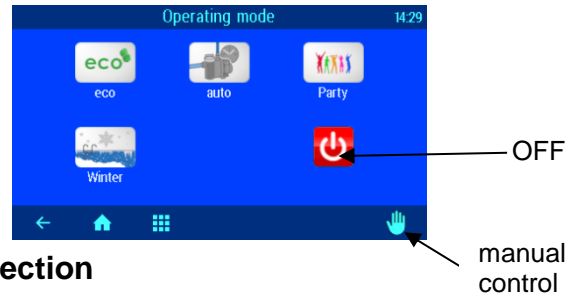 Operating mode 14:29
eco
eco auto Party
OFF
Winter
manual
control
ection